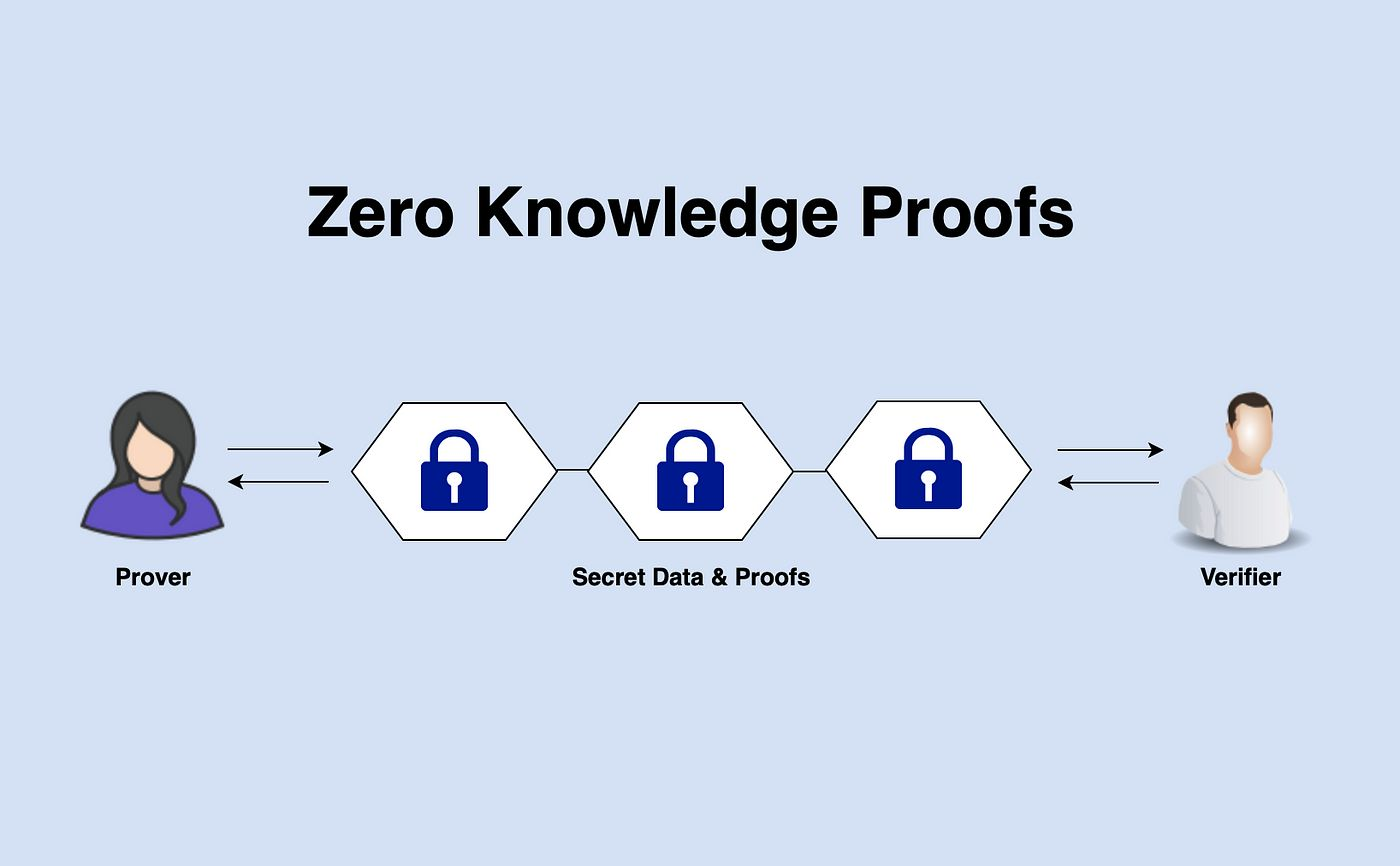 Zero Knowledge Proofs
Prover
Secret Data & Proofs
Verifier